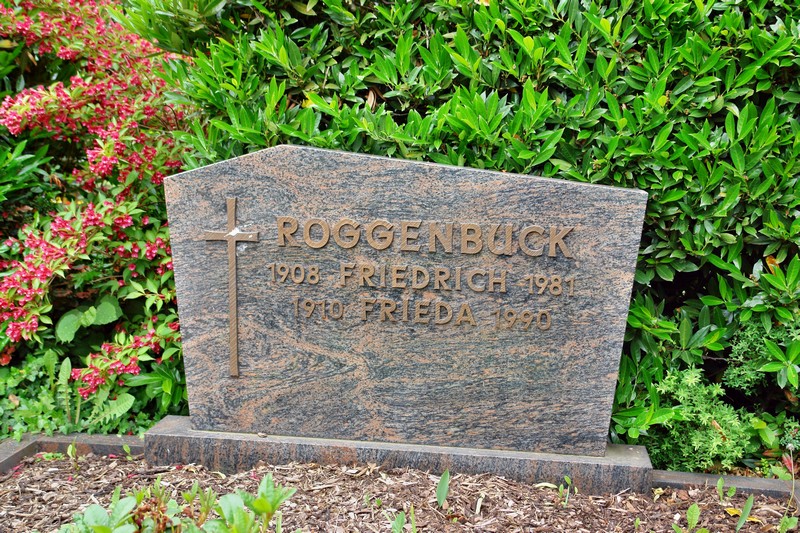 ROGGENBUCK
1908 FRIEDRICH 1981
1910 FRIEDA 1990